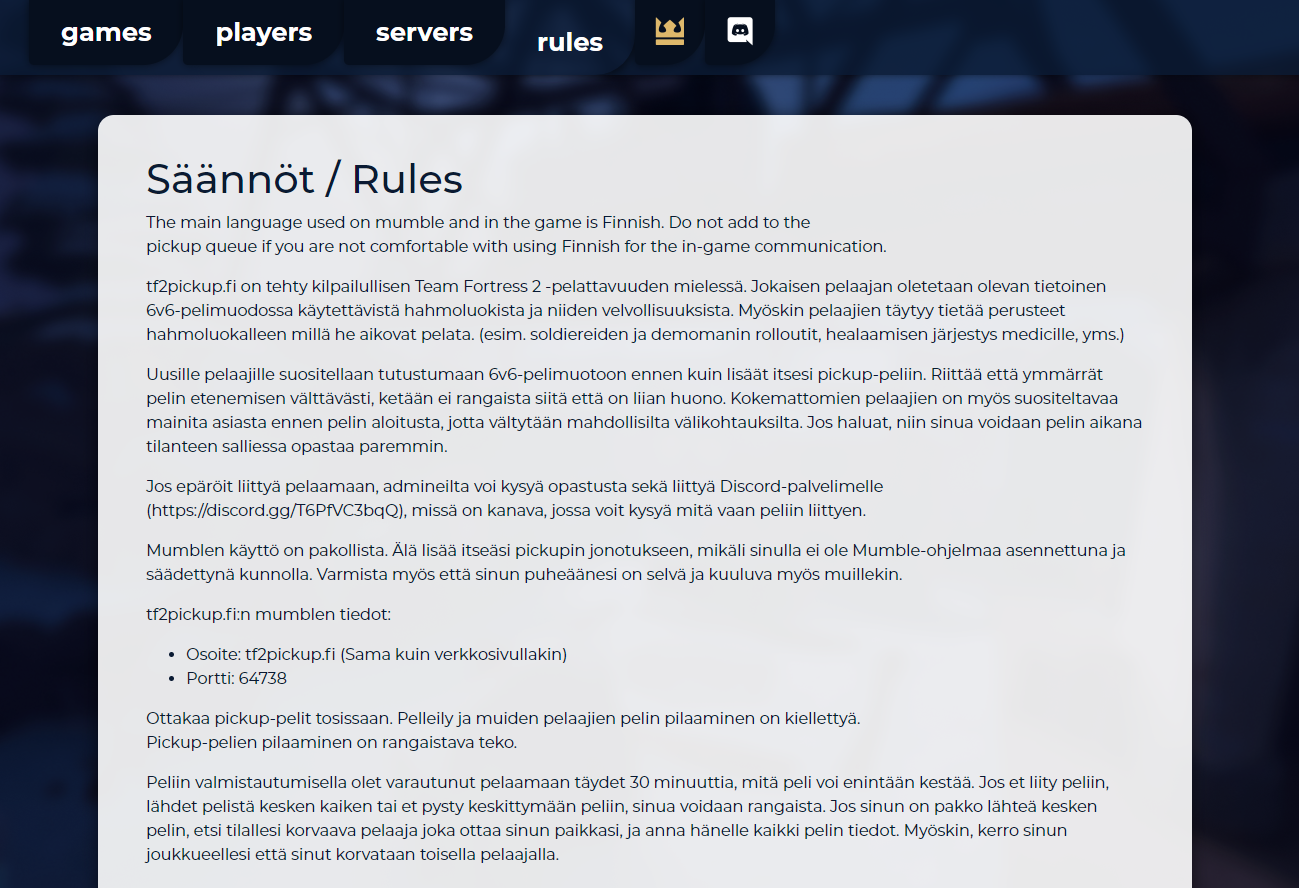 games
players
servers
rules
Säännöt / Rules
The main language used on mumble and in the game is Finnish. Do not add to the
pickup queue if you are not comfortable with using Finnish for the in-game communication.
tf2pickup.fi on tehty kilpailullisen Team Fortress 2 -pelattavuuden mielessä. Jokaisen pelaajan oletetaan olevan tietoinen
6v6-pelimuodossa käytettävistä hahmoluokista ja niiden velvollisuuksista. Myöskin pelaajien täytyy tietää perusteet
hahmoluokalleen millä he aikovat pelata. (esim. soldiereiden ja demomanin rolloutit, healaamisen järjestys medicille, yms.)
Uusille pelaajille suositellaan tutustumaan 6v6-pelimuotoon ennen kuin lisäät itsesi pickup-peliin. Riittää että ymmärrät
pelin etenemisen välttävästi, ketään ei rangaista siitä että on liian huono. Kokemattomien pelaajien on myös suositeltavaa
mainita asiasta ennen pelin aloitusta, jotta vältytään mahdollisilta välikohtauksilta. Jos haluat, niin sinua voidaan pelin aikana
tilanteen salliessa opastaa paremmin.
Jos epäröit liittyä pelaamaan, admineilta voi kysyä opastusta sekä liittyä Discord-palvelimelle
(https://discord.gg/T6PfVC3bqQ), missä on kanava, jossa voit kysyä mitä vaan peliin liittyen.
Mumblen käyttö on pakollista. Älä lisää itseäsi pickupin jonotukseen, mikäli sinulla ei ole Mumble-ohjelmaa asennettuna ja
säädettynä kunnolla. Varmista myös että sinun puheäänesi on selvä ja kuuluva myös muillekin.
tf2pickup.fi:n mumblen tiedot:
• Osoite: tf2pickup.fi (Sama kuin verkkosivullakin)
• Portti: 64738
Ottakaa pickup-pelit tosissaan. Pelleily ja muiden pelaajien pelin pilaaminen on kiellettyä.
Pickup-pelien pilaaminen on rangaistava teko.
Peliin valmistautumisella olet varautunut pelaamaan täydet 30 minuuttia, mitä peli voi enintään kestää. Jos et liity peliin,
lähdet pelistä kesken kaiken tai et pysty keskittymään peliin, sinua voidaan rangaista. Jos sinun on pakko lähteä kesken
pelin, etsi tilallesi korvaava pelaaja joka ottaa sinun paikkasi, ja anna hänelle kaikki pelin tiedot. Myöskin, kerro sinun
joukkueellesi että sinut korvataan toisella pelaajalla.